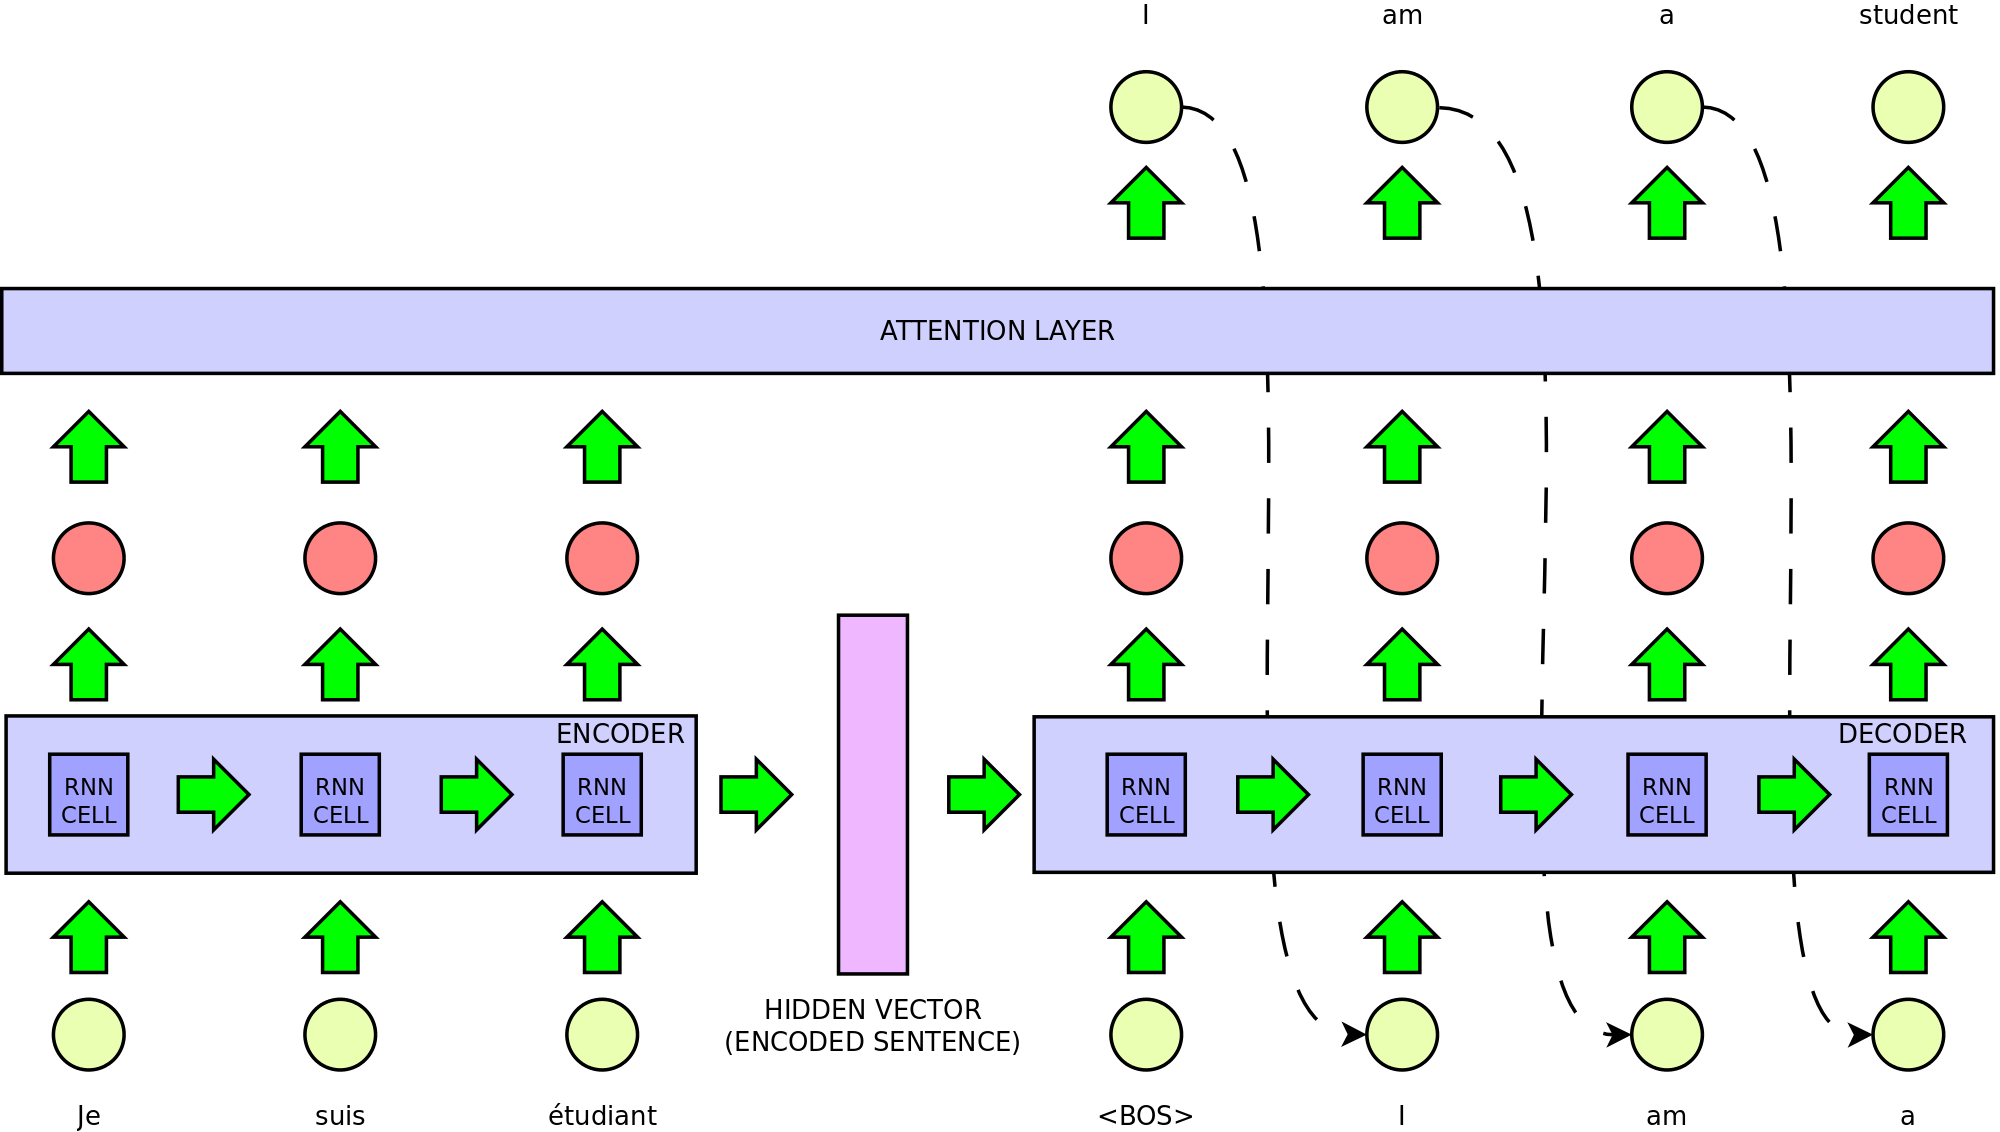 I am a student
ATTENTION LAYER
ENCODER
RNN
CELL
RNN
CELL
RNN
CELL
HIDDEN VECTOR
(ENCODED SENTENCE)
DECODER
RNN
CELL
RNN
CELL
RNN
CELL
RNN
CELL
Je suis étudiant
<BOS> I am a